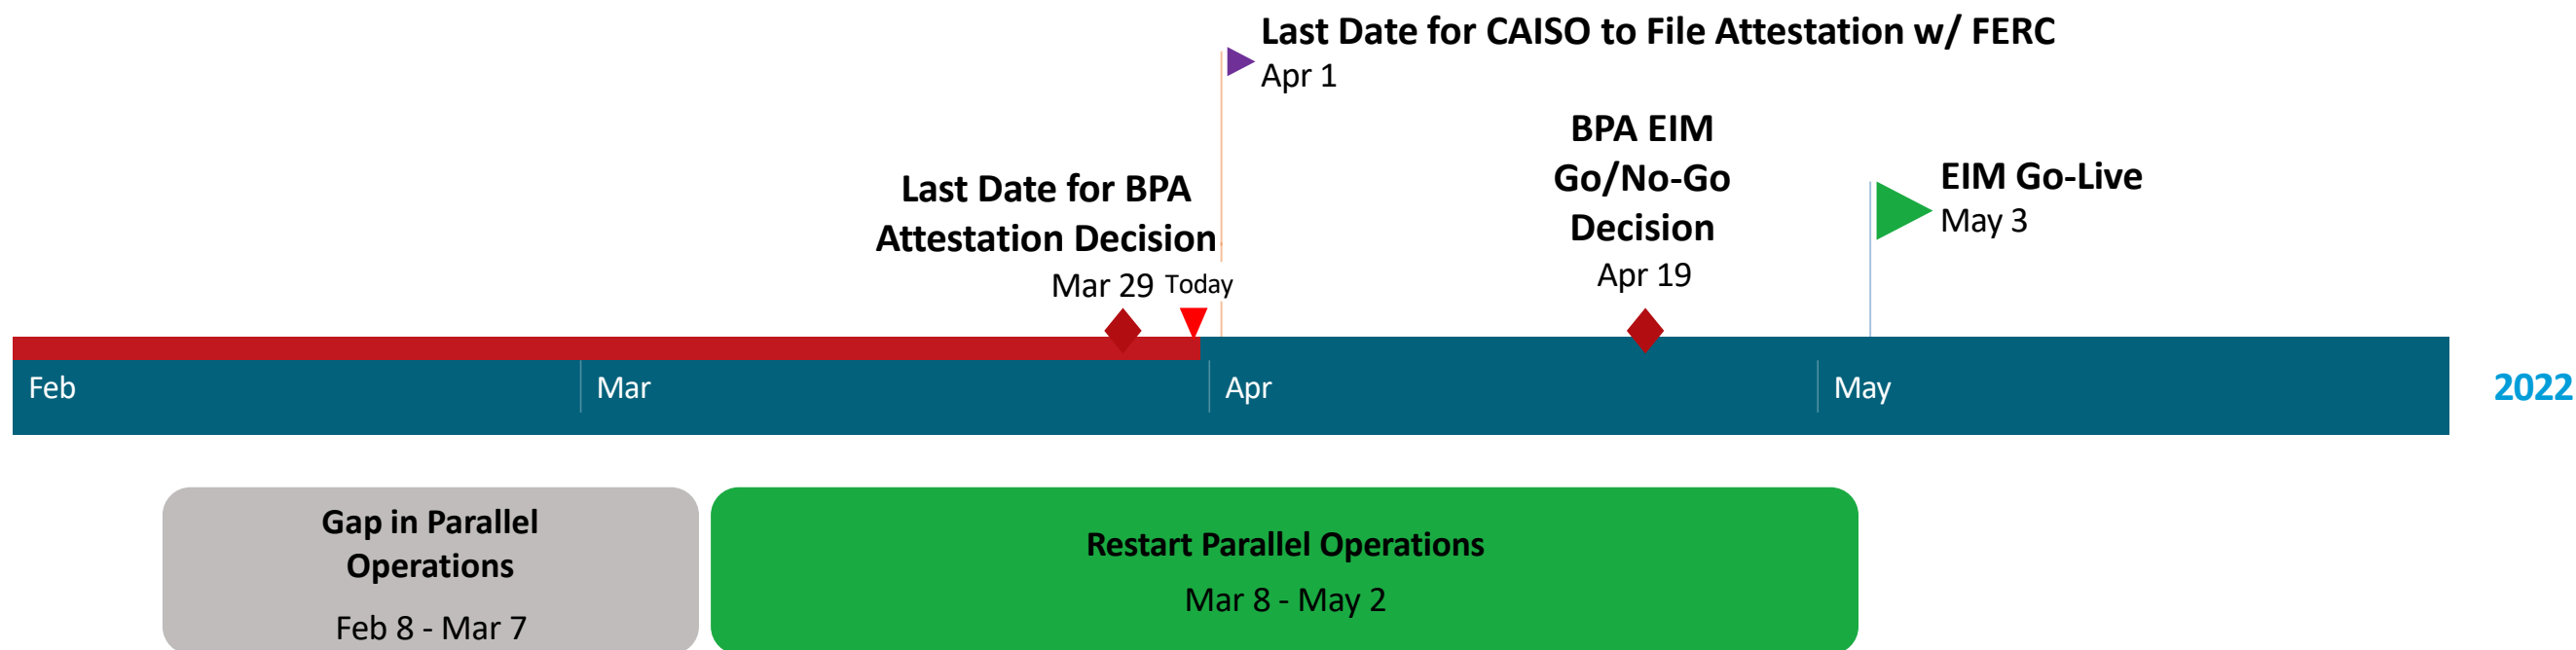 Last Date for CAISO to File Attestation w/ FERC
Apr 1
BPA EIM
Go/No-Go
Decision
Apr 19
EIM Go-Live
May 3
Last Date for BPA
Attestation Decision
Mar 29
Today
Feb
Mar
Apr
May
2022
Gap in Parallel
Operations
Feb 8 - Mar 7
Restart Parallel Operations
Mar 8 - May 2